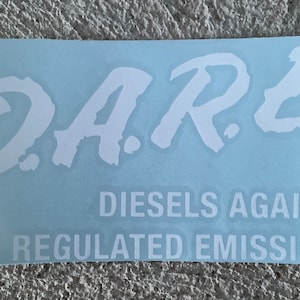 D.A.R.E
DIESELS AGAI
REGULATED EMISSI